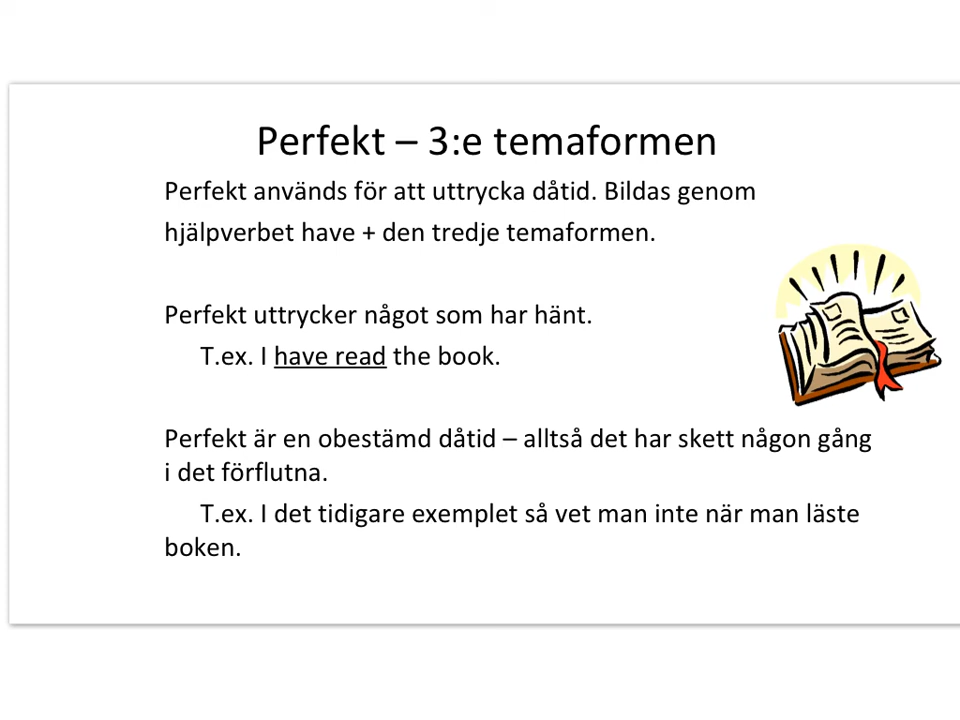 Perfekt – 3:e temaformen
Perfekt används för att uttrycka dåtid. Bildas genom
hjälpverbet have + den tredje temaformen.
Perfekt uttrycker något som har hänt.
T.ex. I have read the book.
Perfekt är en obestämd dåtid – alltså det har skett någon gång
i det förflutna.
T.ex. I det tidigare exemplet så vet man inte när man läste
boken.